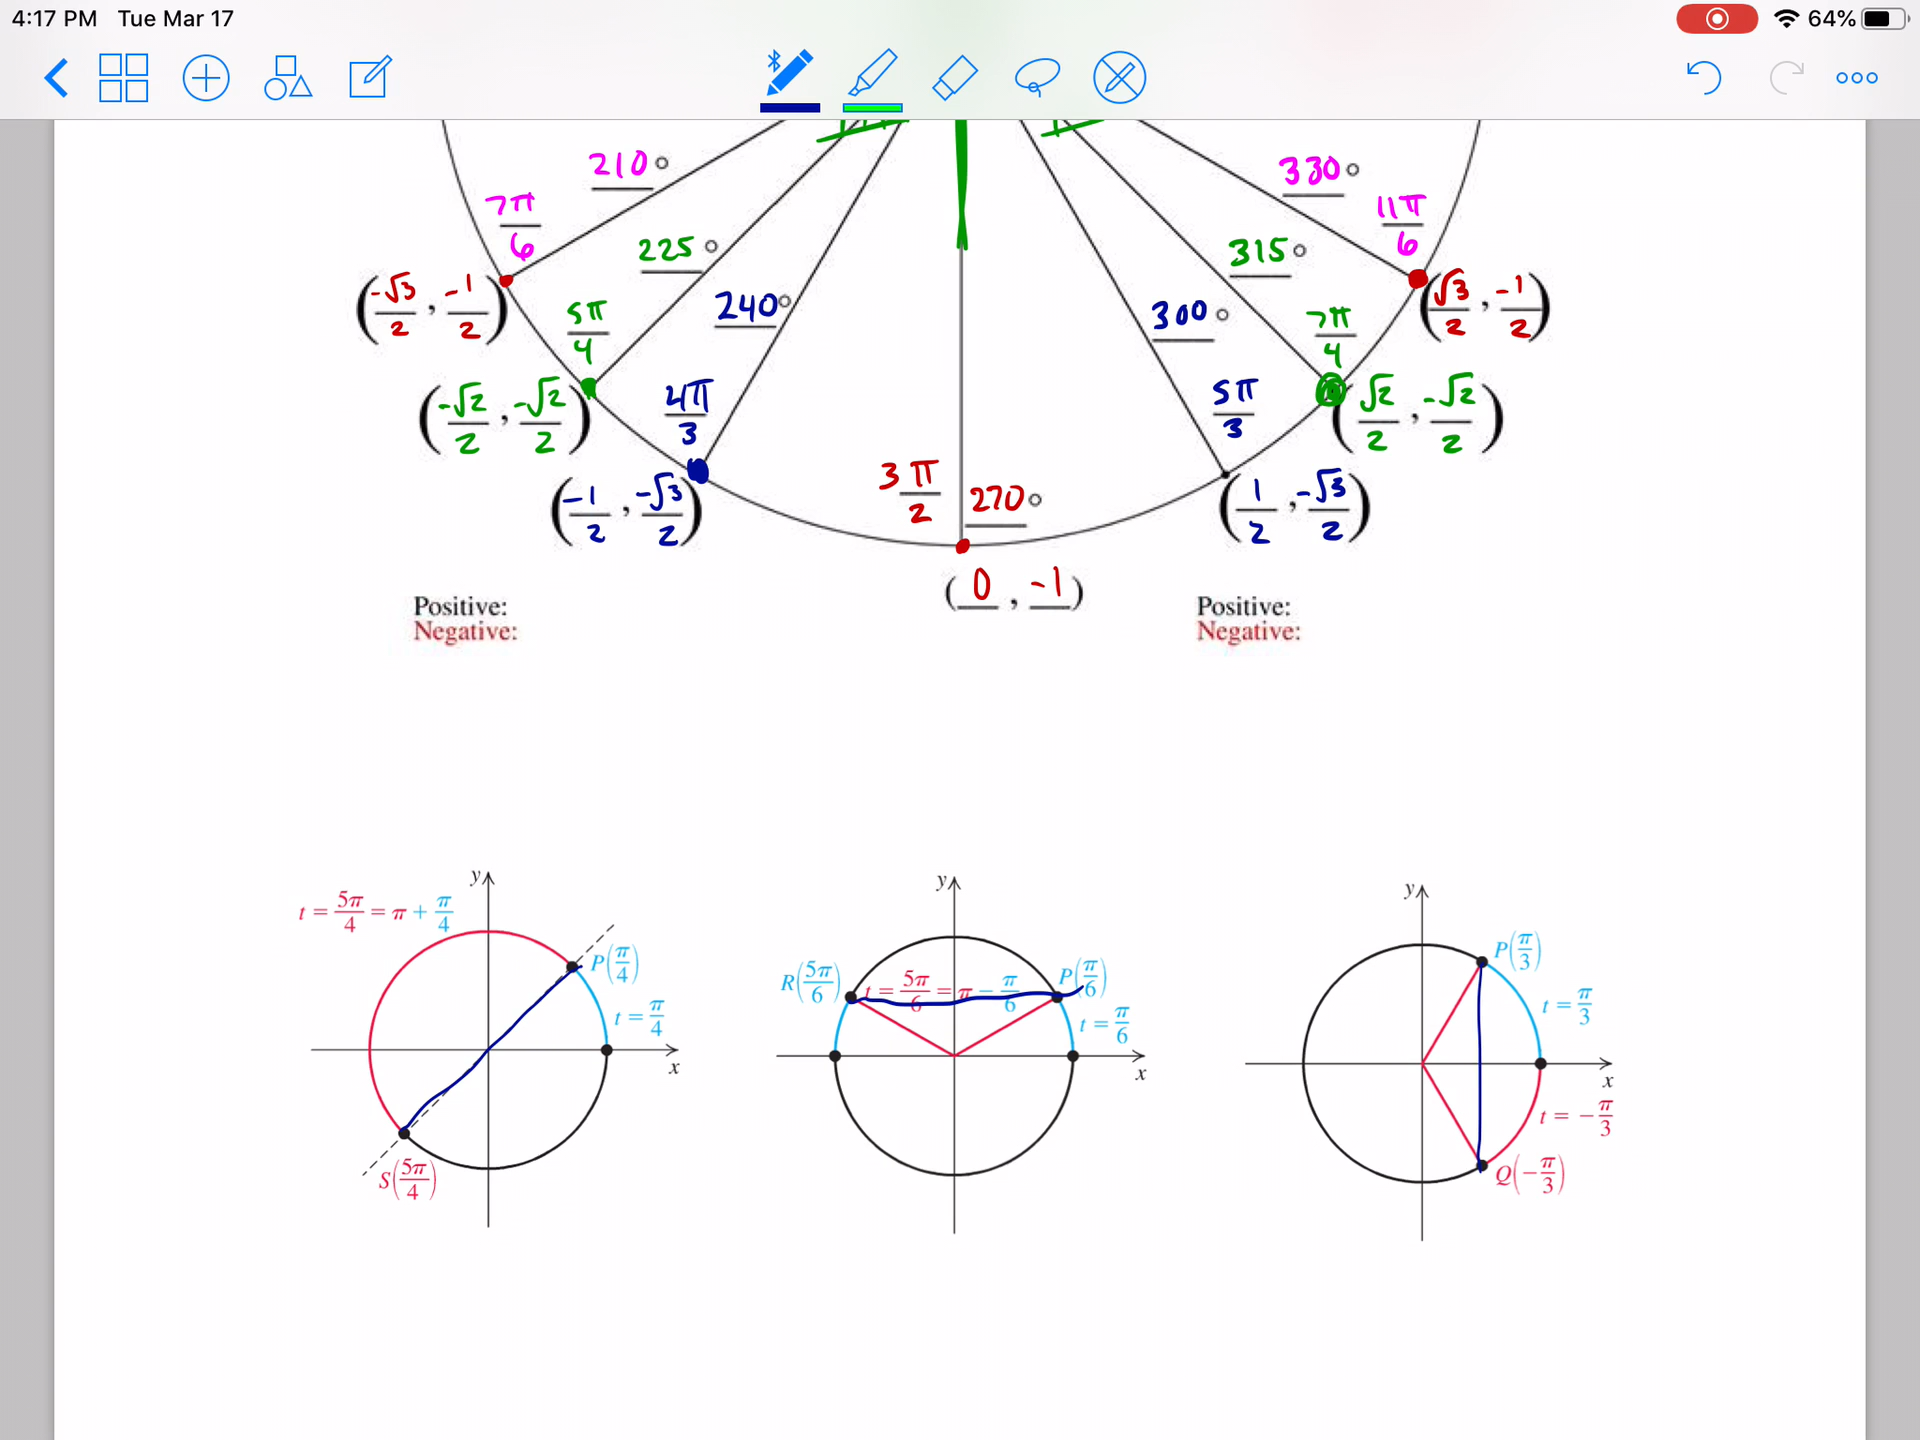 4:17 PM Tue Mar 17 64%
210° 330°
7π/6 11π/6
225° 315°
(-√3/2, -1/2) 240° 300° (√3/2, -1/2)
5π/4 7π/4
(-√2/2, -√2/2) 4π/3 5π/3 (√2/2, -√2/2)
3π/2 270°
(-1/2, -√3/2) (1/2, -√3/2)
(0, -1)
Positive: Positive:
Negative: Negative:
y y y
t = 5π/4 = π + π/4
P(π/4) R(5π/6) t = 5π/6 = π − π/6 P(π/6) P(π/3)
t = π/4 t = π/6 t = π/3
x x x
t = −π/3
S(5π/4) Q(−π/3)